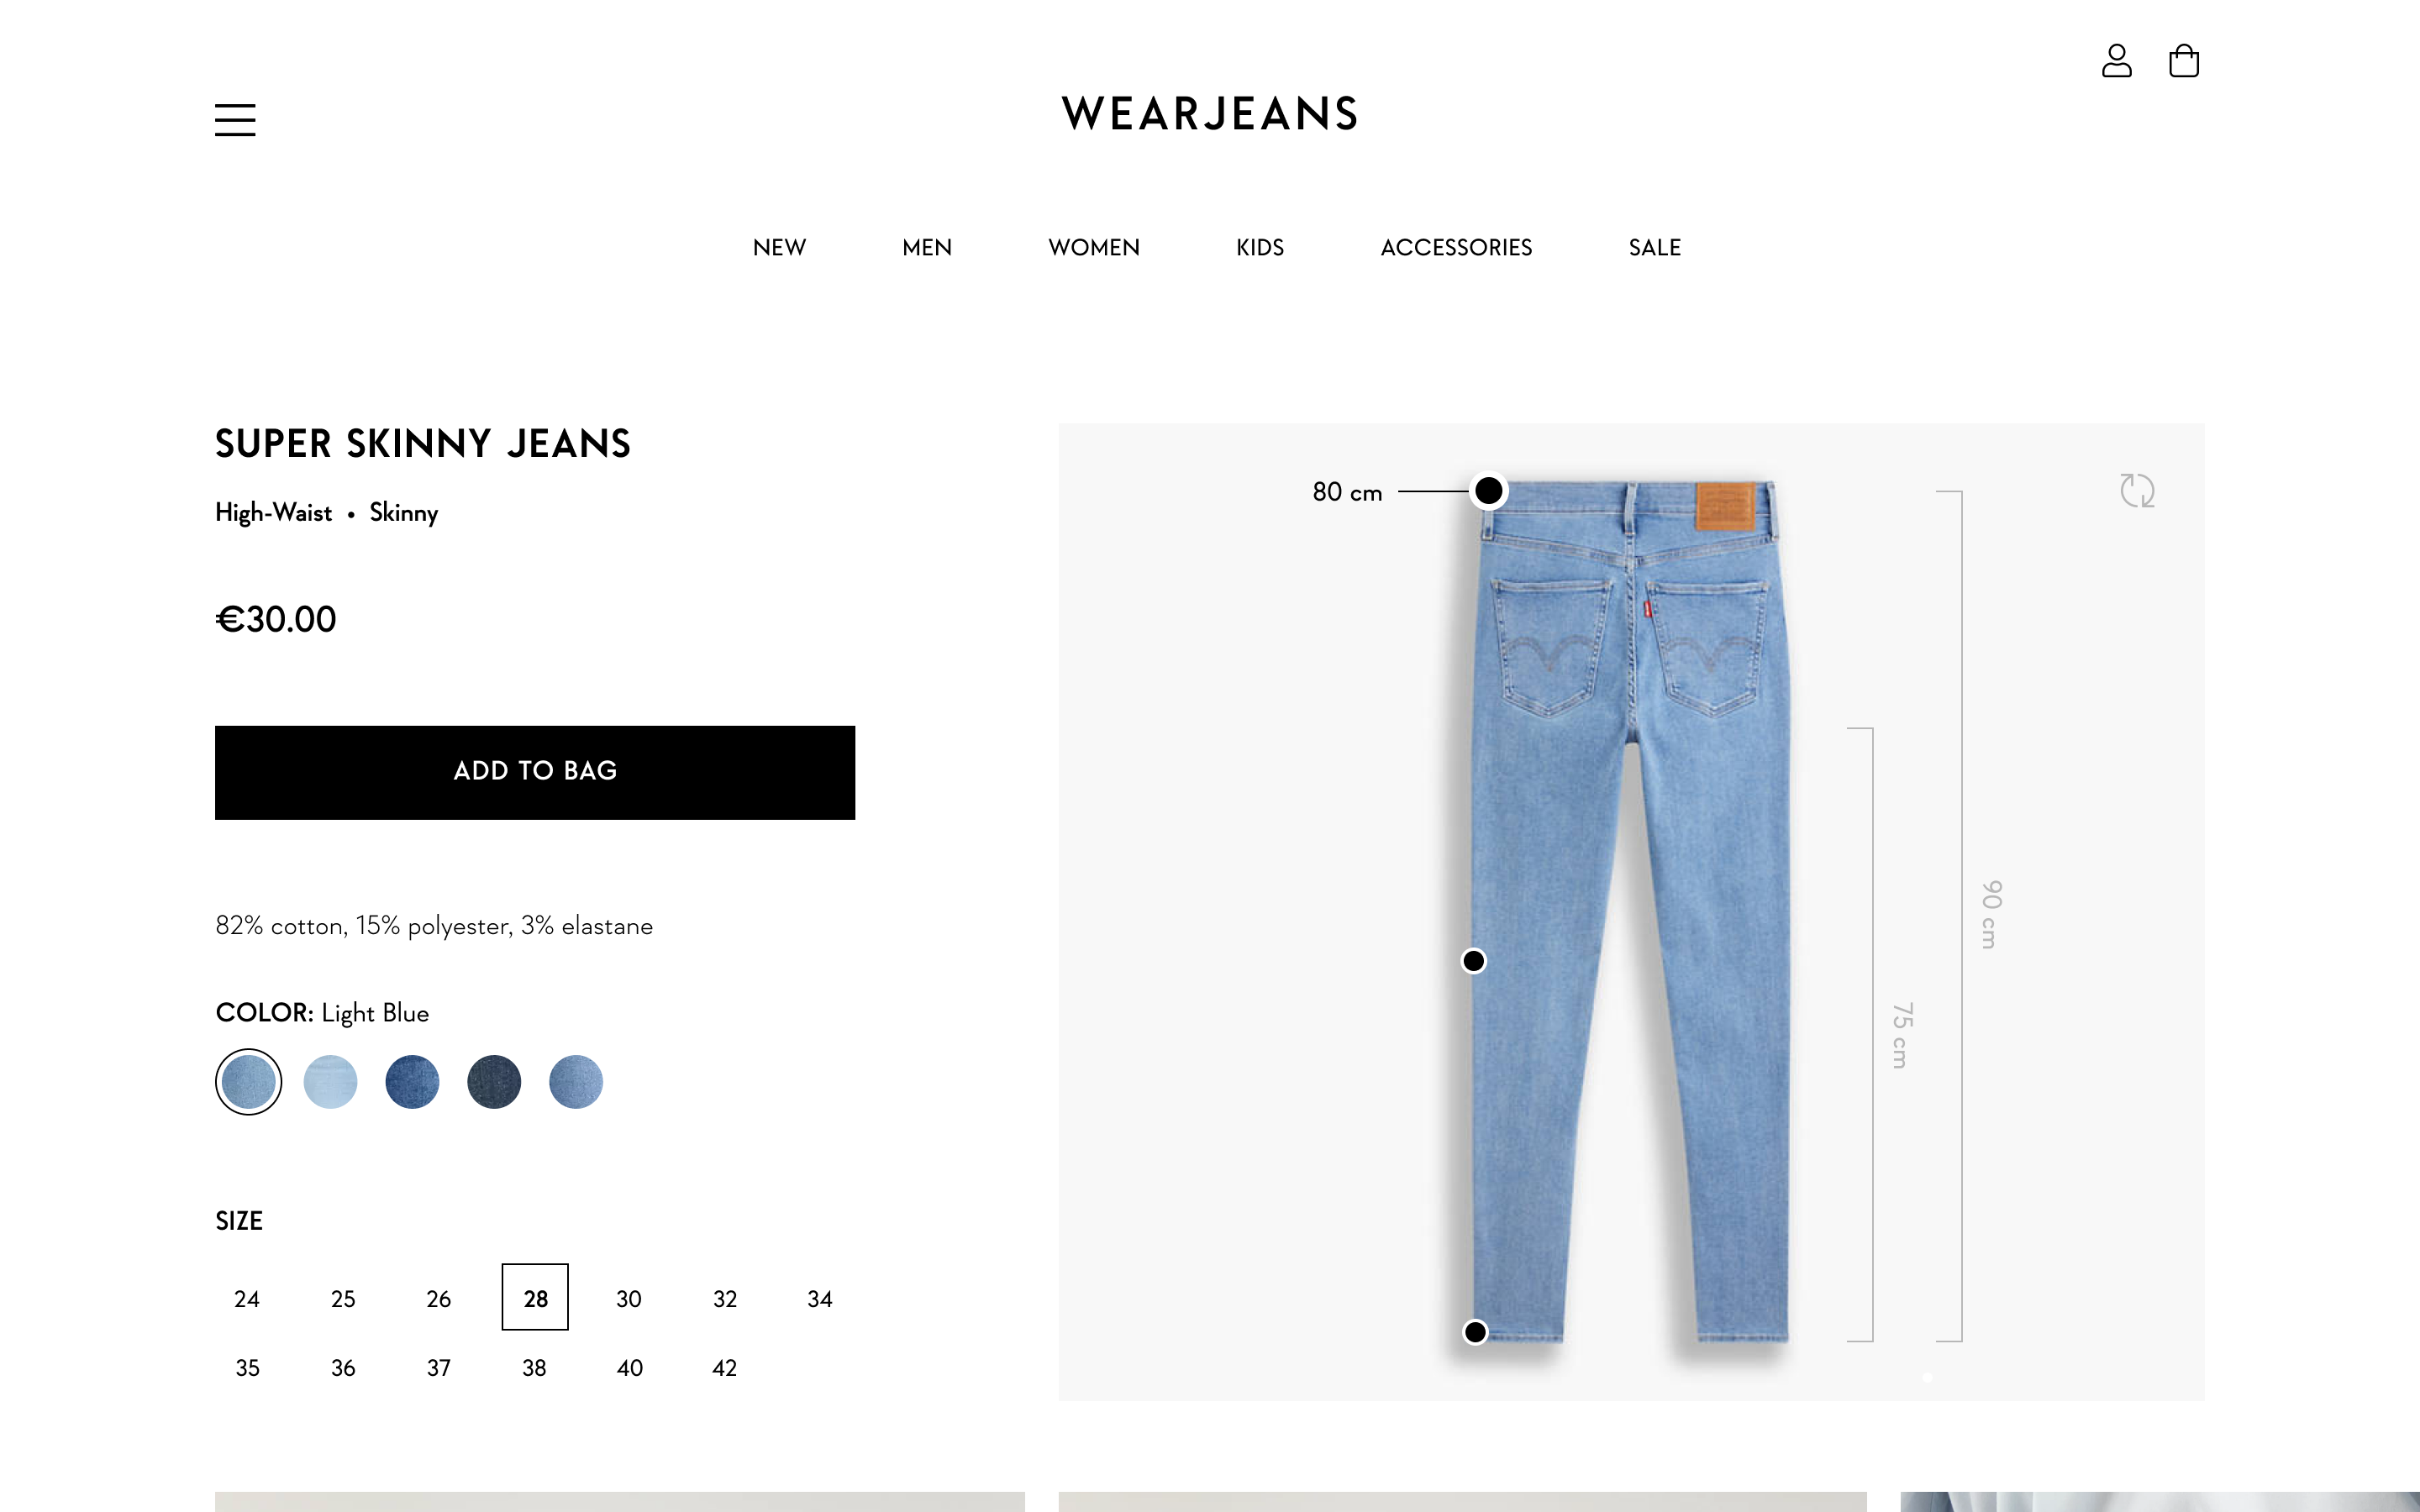 WEARJEANS
NEW MEN WOMEN KIDS ACCESSORIES SALE
SUPER SKINNY JEANS
High-Waist • Skinny
€30.00
ADD TO BAG
82% cotton, 15% polyester, 3% elastane
COLOR: Light Blue
SIZE
24 25 26 28 30 32 34
35 36 37 38 40 42
80 cm
90 cm
75 cm